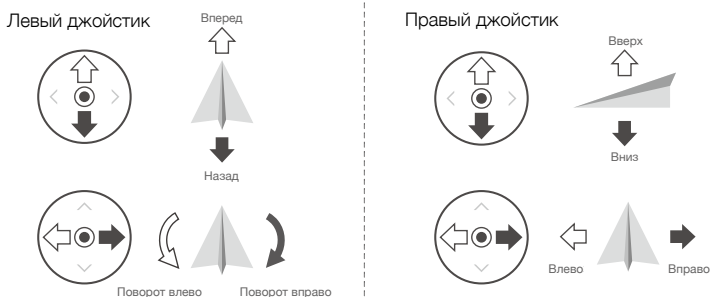 Левый джойстик
Вперед
Назад
Поворот влево
Поворот вправо
Правый джойстик
Вверх
Вниз
Влево
Вправо